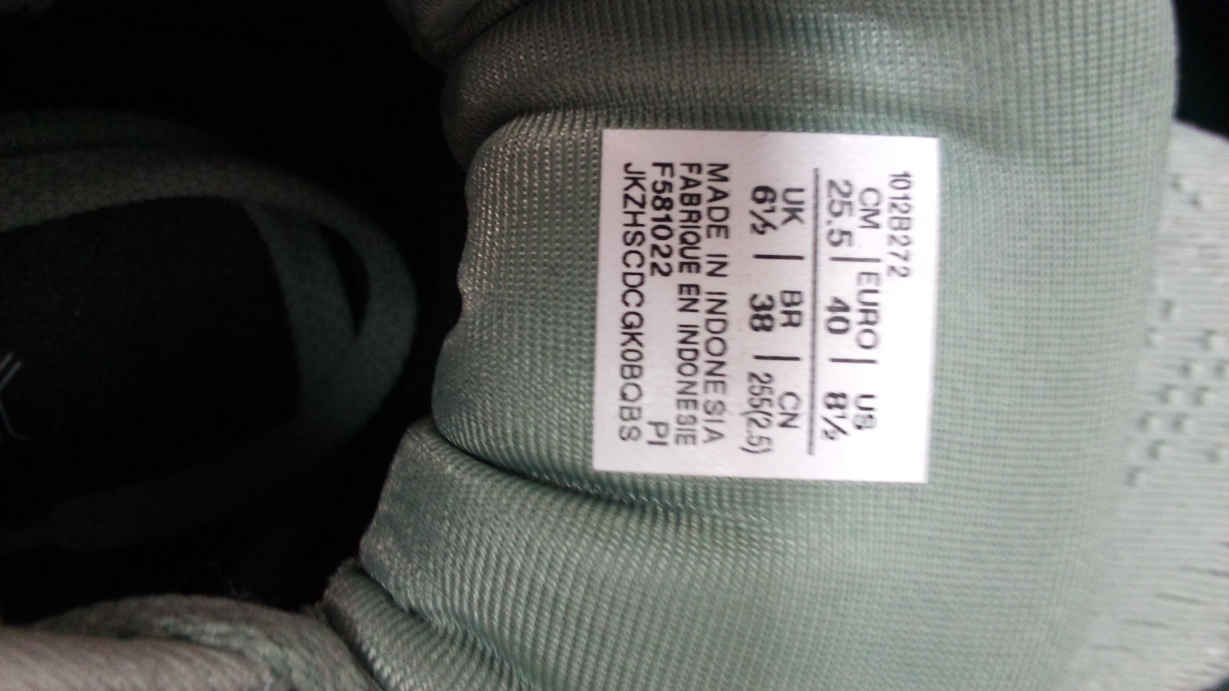 1012B272
CM | EURO | US
25.5 | 40 | 8½
UK | BR | CN
6½ | 38 | 255(2.5)
MADE IN INDONESIA
FABRIQUE EN INDONESIE
F581022 PI
JKZHSCDCGK0BQBS